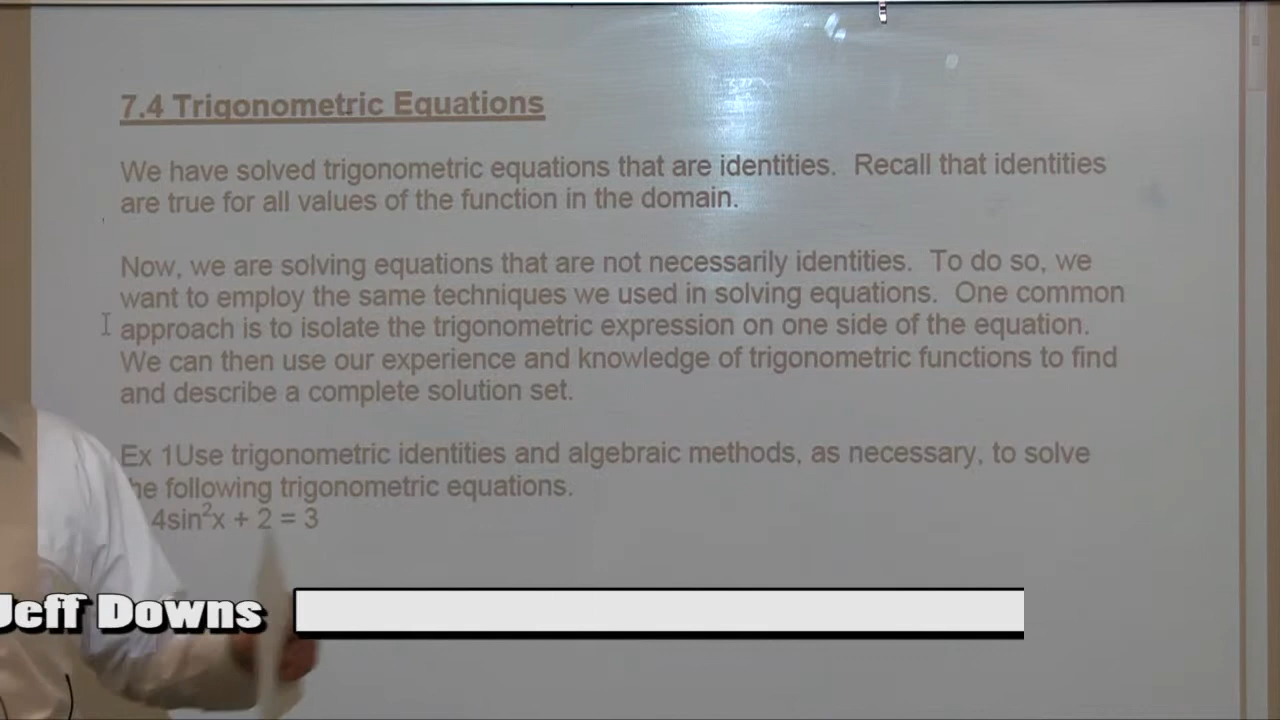 7.4 Trigonometric Equations
We have solved trigonometric equations that are identities. Recall that identities
are true for all values of the function in the domain.
Now, we are solving equations that are not necessarily identities. To do so, we
want to employ the same techniques we used in solving equations. One common
approach is to isolate the trigonometric expression on one side of the equation.
We can then use our experience and knowledge of trigonometric functions to find
and describe a complete solution set.
Ex 1Use trigonometric identities and algebraic methods, as necessary, to solve
he following trigonometric equations.
4sin²x + 2 = 3
Jeff Downs